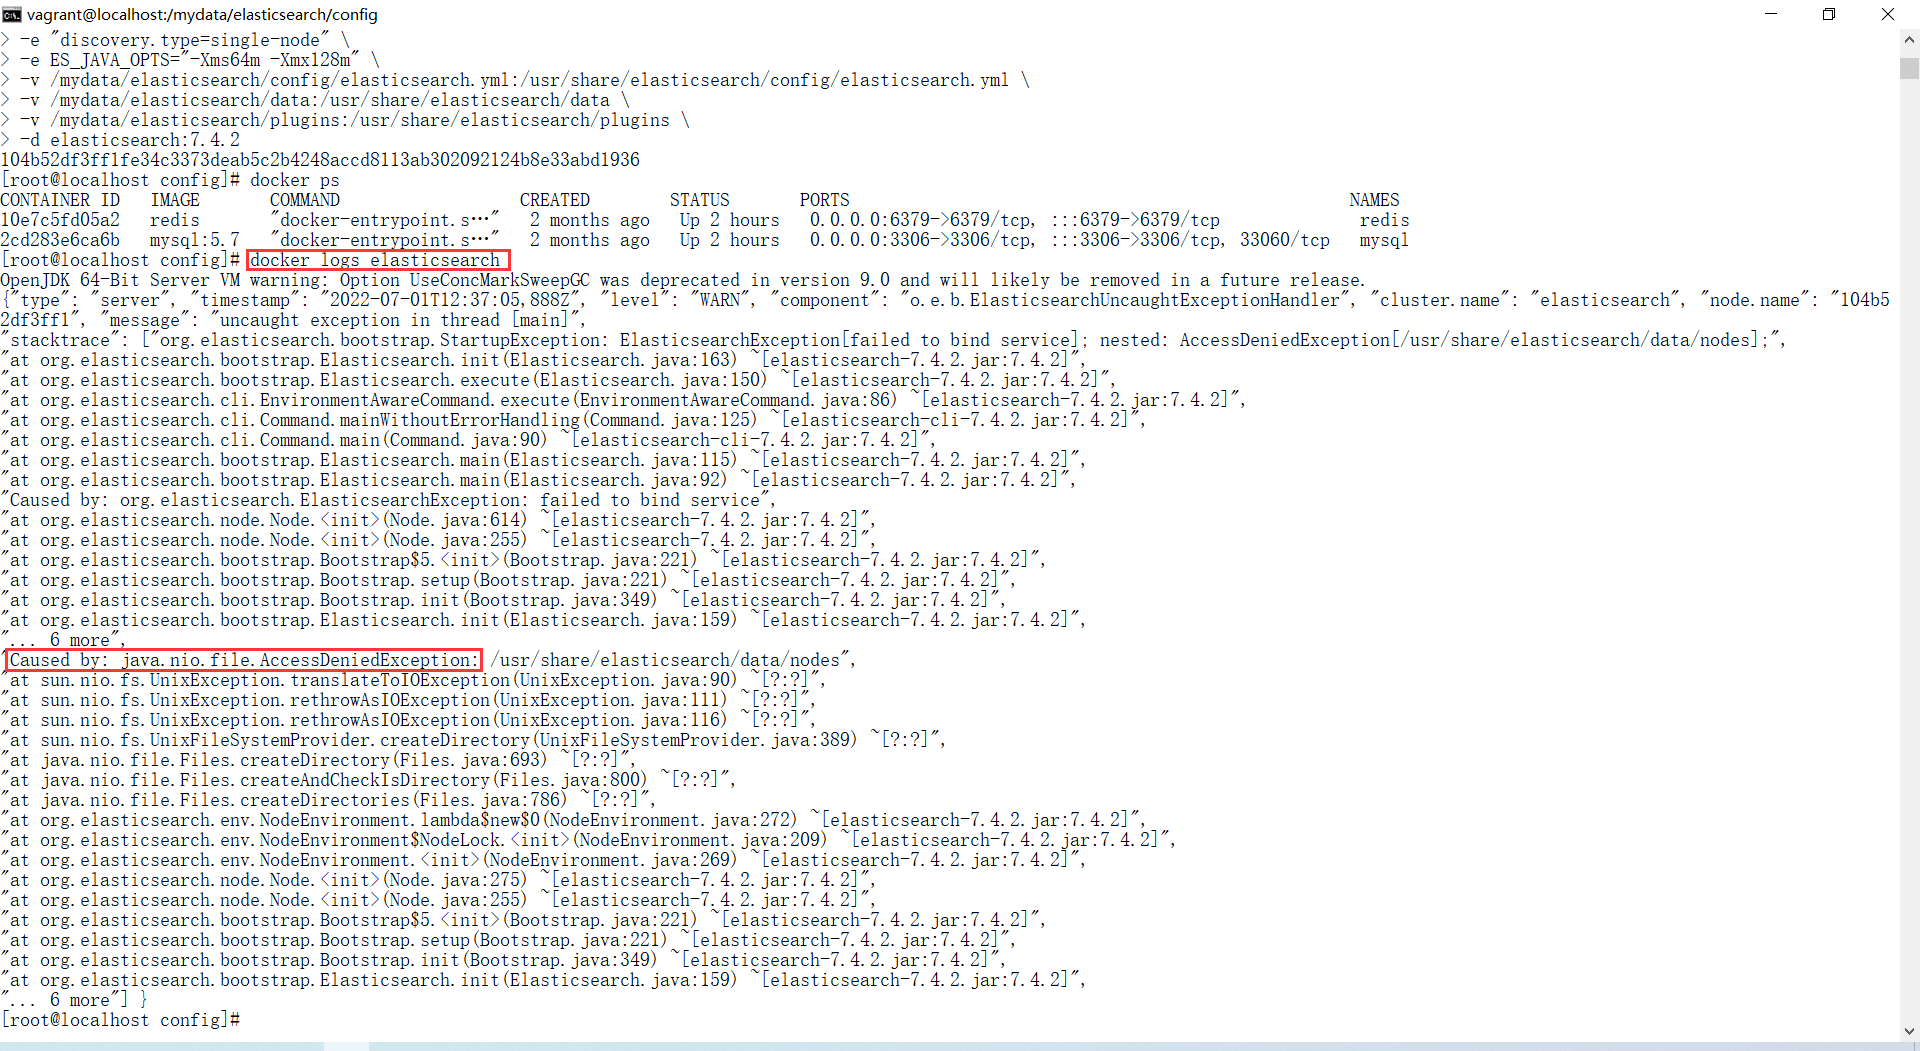 vagrant@localhost:/mydata/elasticsearch/config
> -e "discovery.type=single-node" \
> -e ES_JAVA_OPTS="-Xms64m -Xmx128m" \
> -v /mydata/elasticsearch/config/elasticsearch.yml:/usr/share/elasticsearch/config/elasticsearch.yml \
> -v /mydata/elasticsearch/data:/usr/share/elasticsearch/data \
> -v /mydata/elasticsearch/plugins:/usr/share/elasticsearch/plugins \
> -d elasticsearch:7.4.2
104b52df3ff1fe34c3373deab5c2b4248accd8113ab302092124b8e33abd1936
[root@localhost config]# docker ps
CONTAINER ID   IMAGE       COMMAND                  CREATED        STATUS       PORTS                                                  NAMES
10e7c5fd05a2   redis       "docker-entrypoint.s…"   2 months ago   Up 2 hours   0.0.0.0:6379->6379/tcp, :::6379->6379/tcp              redis
2cd283e6ca6b   mysql:5.7   "docker-entrypoint.s…"   2 months ago   Up 2 hours   0.0.0.0:3306->3306/tcp, :::3306->3306/tcp, 33060/tcp   mysql
[root@localhost config]# docker logs elasticsearch
OpenJDK 64-Bit Server VM warning: Option UseConcMarkSweepGC was deprecated in version 9.0 and will likely be removed in a future release.
{"type": "server", "timestamp": "2022-07-01T12:37:05,888Z", "level": "WARN", "component": "o.e.b.ElasticsearchUncaughtExceptionHandler", "cluster.name": "elasticsearch", "node.name": "104b5
2df3ff1", "message": "uncaught exception in thread [main]",
"stacktrace": ["org.elasticsearch.bootstrap.StartupException: ElasticsearchException[failed to bind service]; nested: AccessDeniedException[/usr/share/elasticsearch/data/nodes];",
"at org.elasticsearch.bootstrap.Elasticsearch.init(Elasticsearch.java:163) ~[elasticsearch-7.4.2.jar:7.4.2]",
"at org.elasticsearch.bootstrap.Elasticsearch.execute(Elasticsearch.java:150) ~[elasticsearch-7.4.2.jar:7.4.2]",
"at org.elasticsearch.cli.EnvironmentAwareCommand.execute(EnvironmentAwareCommand.java:86) ~[elasticsearch-7.4.2.jar:7.4.2]",
"at org.elasticsearch.cli.Command.mainWithoutErrorHandling(Command.java:125) ~[elasticsearch-cli-7.4.2.jar:7.4.2]",
"at org.elasticsearch.cli.Command.main(Command.java:90) ~[elasticsearch-cli-7.4.2.jar:7.4.2]",
"at org.elasticsearch.bootstrap.Elasticsearch.main(Elasticsearch.java:115) ~[elasticsearch-7.4.2.jar:7.4.2]",
"at org.elasticsearch.bootstrap.Elasticsearch.main(Elasticsearch.java:92) ~[elasticsearch-7.4.2.jar:7.4.2]",
"Caused by: org.elasticsearch.ElasticsearchException: failed to bind service",
"at org.elasticsearch.node.Node.<init>(Node.java:614) ~[elasticsearch-7.4.2.jar:7.4.2]",
"at org.elasticsearch.node.Node.<init>(Node.java:255) ~[elasticsearch-7.4.2.jar:7.4.2]",
"at org.elasticsearch.bootstrap.Bootstrap$5.<init>(Bootstrap.java:221) ~[elasticsearch-7.4.2.jar:7.4.2]",
"at org.elasticsearch.bootstrap.Bootstrap.setup(Bootstrap.java:221) ~[elasticsearch-7.4.2.jar:7.4.2]",
"at org.elasticsearch.bootstrap.Bootstrap.init(Bootstrap.java:349) ~[elasticsearch-7.4.2.jar:7.4.2]",
"at org.elasticsearch.bootstrap.Elasticsearch.init(Elasticsearch.java:159) ~[elasticsearch-7.4.2.jar:7.4.2]",
"... 6 more",
"Caused by: java.nio.file.AccessDeniedException: /usr/share/elasticsearch/data/nodes",
"at sun.nio.fs.UnixException.translateToIOException(UnixException.java:90) ~[?:?]",
"at sun.nio.fs.UnixException.rethrowAsIOException(UnixException.java:111) ~[?:?]",
"at sun.nio.fs.UnixException.rethrowAsIOException(UnixException.java:116) ~[?:?]",
"at sun.nio.fs.UnixFileSystemProvider.createDirectory(UnixFileSystemProvider.java:389) ~[?:?]",
"at java.nio.file.Files.createDirectory(Files.java:693) ~[?:?]",
"at java.nio.file.Files.createAndCheckIsDirectory(Files.java:800) ~[?:?]",
"at java.nio.file.Files.createDirectories(Files.java:786) ~[?:?]",
"at org.elasticsearch.env.NodeEnvironment.lambda$new$0(NodeEnvironment.java:272) ~[elasticsearch-7.4.2.jar:7.4.2]",
"at org.elasticsearch.env.NodeEnvironment$NodeLock.<init>(NodeEnvironment.java:209) ~[elasticsearch-7.4.2.jar:7.4.2]",
"at org.elasticsearch.env.NodeEnvironment.<init>(NodeEnvironment.java:269) ~[elasticsearch-7.4.2.jar:7.4.2]",
"at org.elasticsearch.node.Node.<init>(Node.java:275) ~[elasticsearch-7.4.2.jar:7.4.2]",
"at org.elasticsearch.node.Node.<init>(Node.java:255) ~[elasticsearch-7.4.2.jar:7.4.2]",
"at org.elasticsearch.bootstrap.Bootstrap$5.<init>(Bootstrap.java:221) ~[elasticsearch-7.4.2.jar:7.4.2]",
"at org.elasticsearch.bootstrap.Bootstrap.setup(Bootstrap.java:221) ~[elasticsearch-7.4.2.jar:7.4.2]",
"at org.elasticsearch.bootstrap.Bootstrap.init(Bootstrap.java:349) ~[elasticsearch-7.4.2.jar:7.4.2]",
"at org.elasticsearch.bootstrap.Elasticsearch.init(Elasticsearch.java:159) ~[elasticsearch-7.4.2.jar:7.4.2]",
"... 6 more"] }
[root@localhost config]#